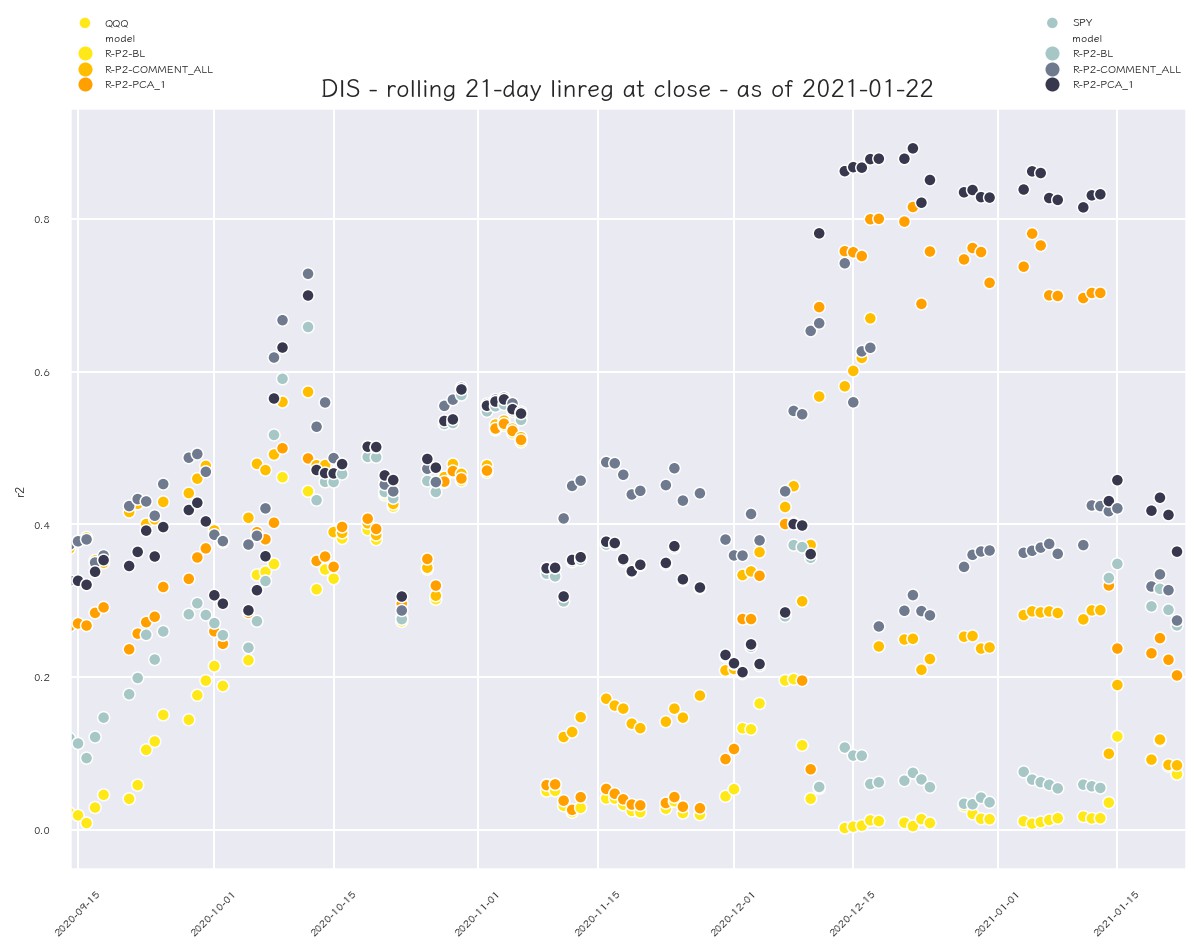 QQQ
model
R-P2-BL
R-P2-COMMENT_ALL
R-P2-PCA_1
SPY
model
R-P2-BL
R-P2-COMMENT_ALL
R-P2-PCA_1
DIS - rolling 21-day linreg at close - as of 2021-01-22
r2
0.8
0.6
0.4
0.2
0.0
2020-09-15
2020-10-01
2020-10-15
2020-11-01
2020-11-15
2020-12-01
2020-12-15
2021-01-01
2021-01-15